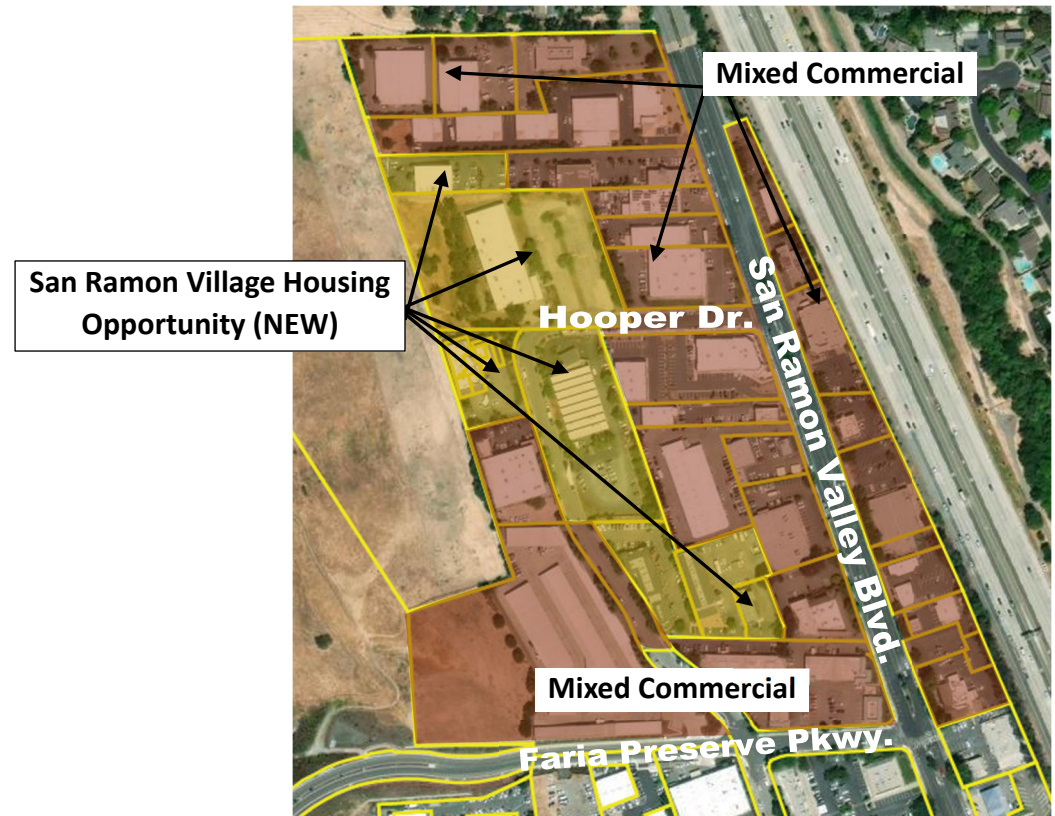 Mixed Commercial
San Ramon Village Housing
Opportunity (NEW)
Hooper Dr.
San Ramon Valley Blvd.
Mixed Commercial
Faria Preserve Pkwy.